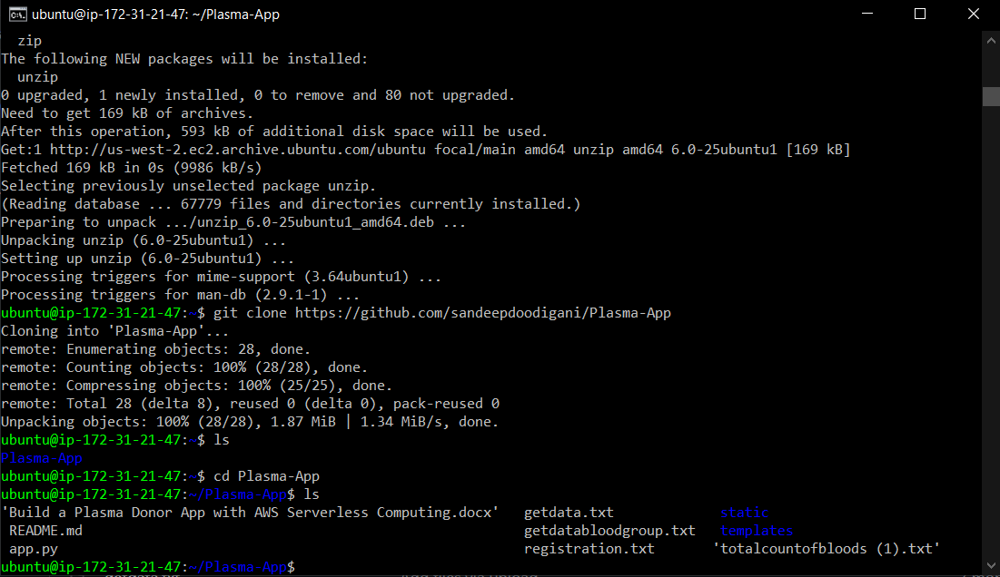 ubuntu@ip-172-31-21-47: ~/Plasma-App
zip
The following NEW packages will be installed:
unzip
0 upgraded, 1 newly installed, 0 to remove and 80 not upgraded.
Need to get 169 kB of archives.
After this operation, 593 kB of additional disk space will be used.
Get:1 http://us-west-2.ec2.archive.ubuntu.com/ubuntu focal/main amd64 unzip amd64 6.0-25ubuntu1 [169 kB]
Fetched 169 kB in 0s (9986 kB/s)
Selecting previously unselected package unzip.
(Reading database ... 67779 files and directories currently installed.)
Preparing to unpack .../unzip_6.0-25ubuntu1_amd64.deb ...
Unpacking unzip (6.0-25ubuntu1) ...
Setting up unzip (6.0-25ubuntu1) ...
Processing triggers for mime-support (3.64ubuntu1) ...
Processing triggers for man-db (2.9.1-1) ...
ubuntu@ip-172-31-21-47:~$ git clone https://github.com/sandeepdoodigani/Plasma-App
Cloning into 'Plasma-App'...
remote: Enumerating objects: 28, done.
remote: Counting objects: 100% (28/28), done.
remote: Compressing objects: 100% (25/25), done.
remote: Total 28 (delta 8), reused 0 (delta 0), pack-reused 0
Unpacking objects: 100% (28/28), 1.87 MiB | 1.34 MiB/s, done.
ubuntu@ip-172-31-21-47:~$ ls
Plasma-App
ubuntu@ip-172-31-21-47:~$ cd Plasma-App
ubuntu@ip-172-31-21-47:~/Plasma-App$ ls
'Build a Plasma Donor App with AWS Serverless Computing.docx' getdata.txt static
README.md getdatabloodgroup.txt templates
app.py registration.txt 'totalcountofbloods (1).txt'
ubuntu@ip-172-31-21-47:~/Plasma-App$